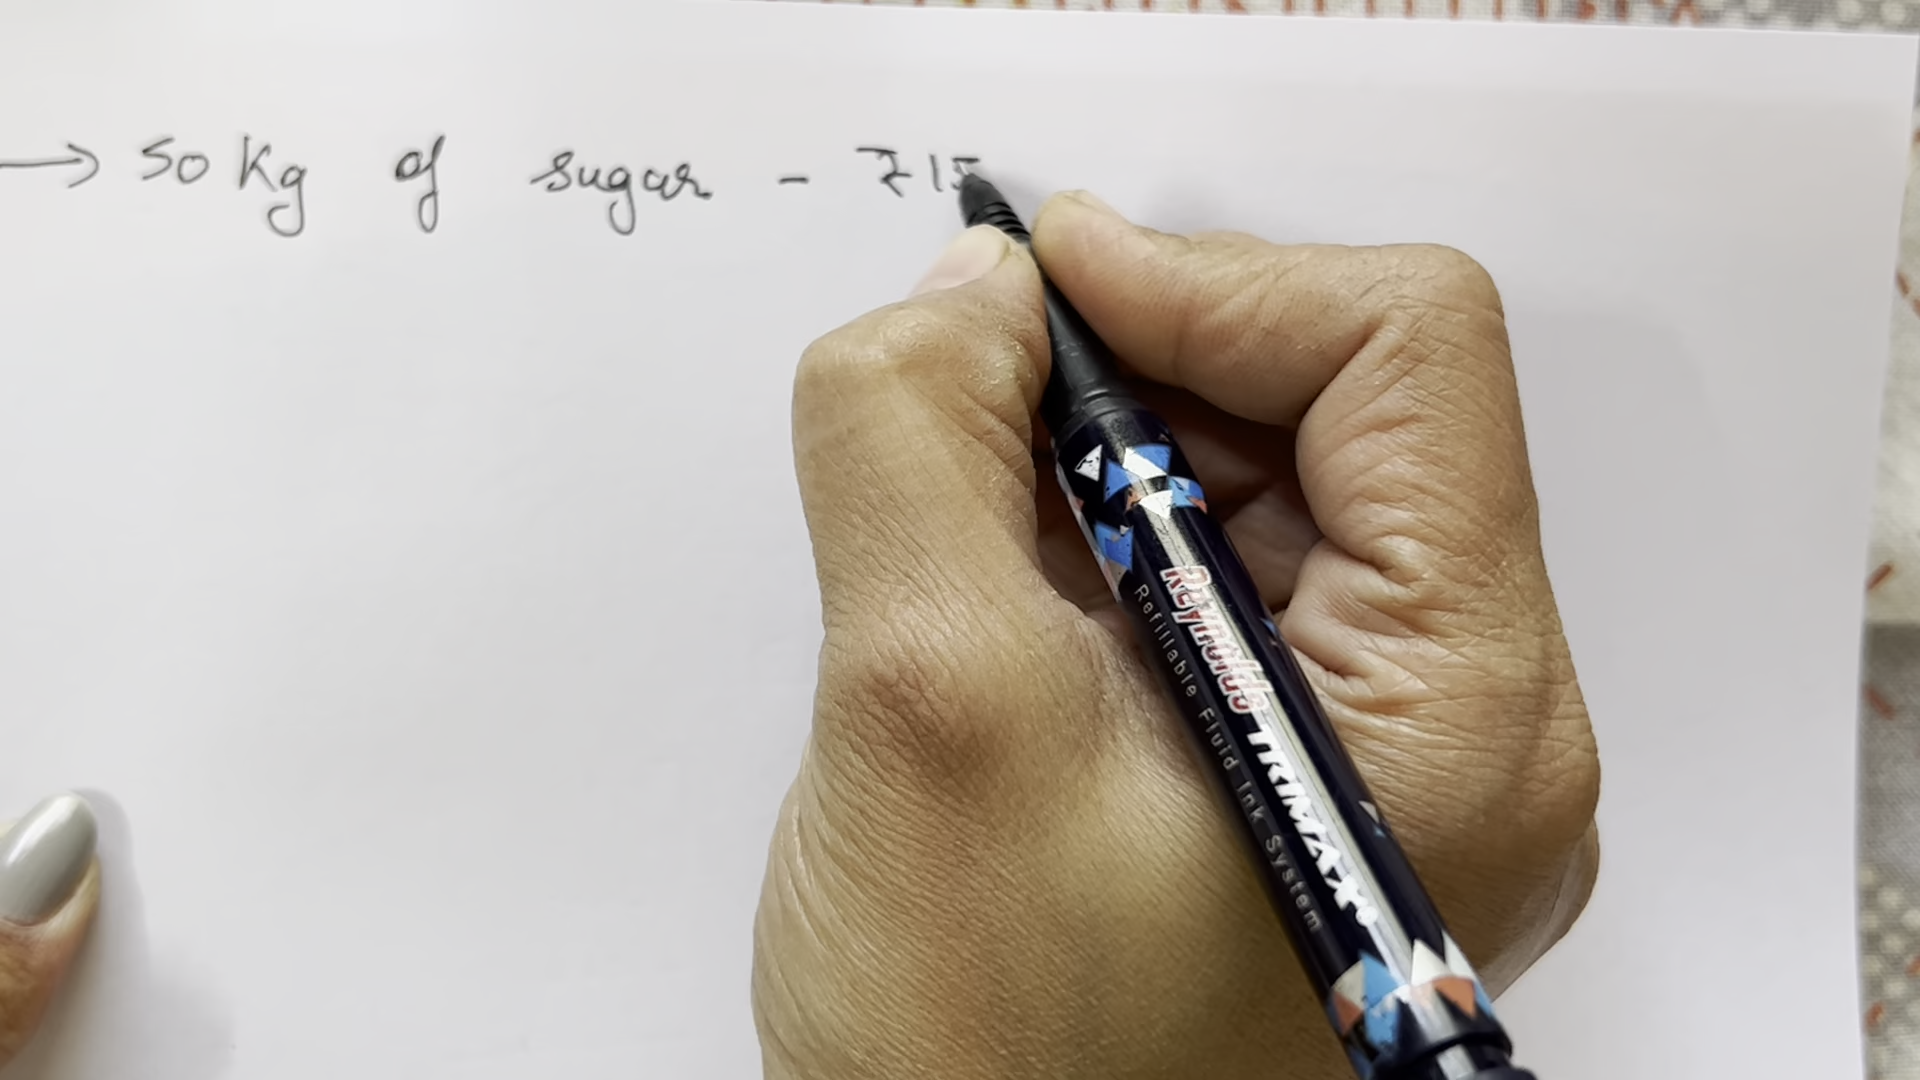 → 50 Kg of sugar - ₹15
Reynolds TRIMAX®
Refillable Fluid Ink System